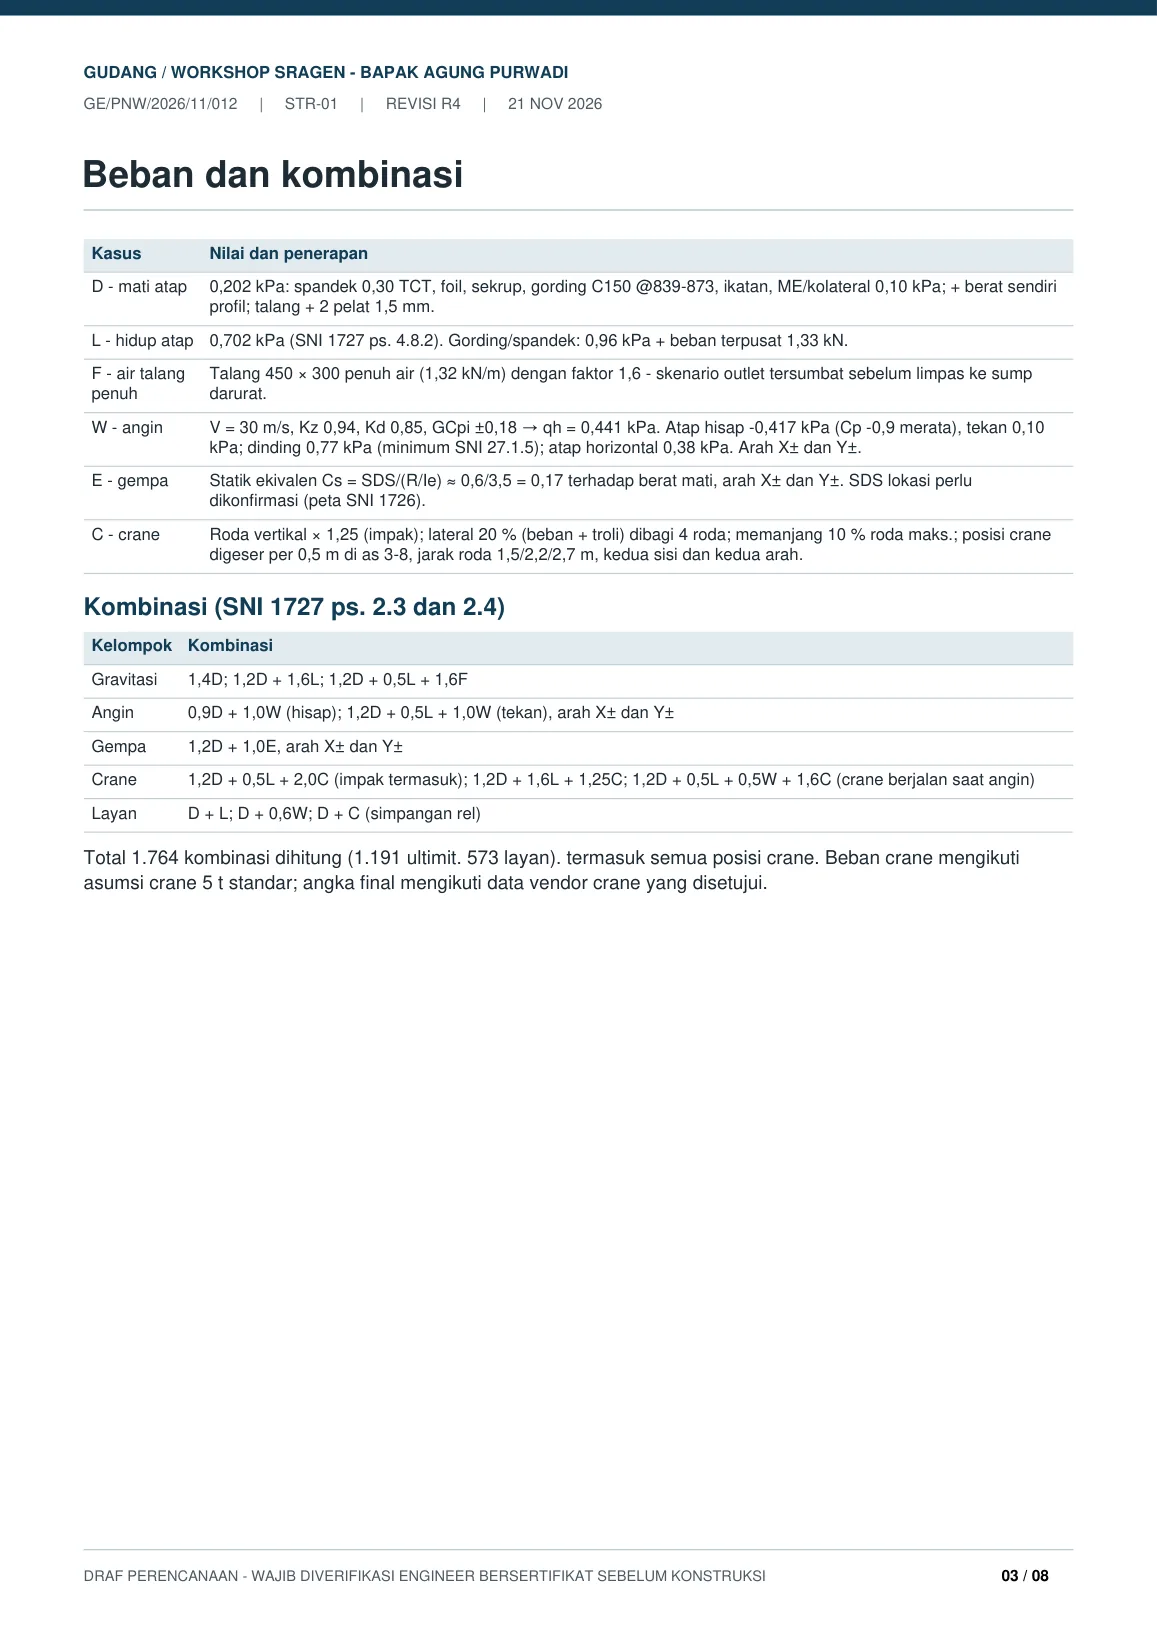 GUDANG / WORKSHOP SRAGEN - BAPAK AGUNG PURWADI
GE/PNW/2026/11/012 | STR-01 | REVISI R4 | 21 NOV 2026
Beban dan kombinasi
Kasus Nilai dan penerapan
D - mati atap 0,202 kPa: spandek 0,30 TCT, foil, sekrup, gording C150 @839-873, ikatan, ME/kolateral 0,10 kPa; + berat sendiri
profil; talang + 2 pelat 1,5 mm.
L - hidup atap 0,702 kPa (SNI 1727 ps. 4.8.2). Gording/spandek: 0,96 kPa + beban terpusat 1,33 kN.
F - air talang Talang 450 × 300 penuh air (1,32 kN/m) dengan faktor 1,6 - skenario outlet tersumbat sebelum limpas ke sump
penuh darurat.
W - angin V = 30 m/s, Kz 0,94, Kd 0,85, GCpi ±0,18 → qh = 0,441 kPa. Atap hisap -0,417 kPa (Cp -0,9 merata), tekan 0,10
kPa; dinding 0,77 kPa (minimum SNI 27.1.5); atap horizontal 0,38 kPa. Arah X± dan Y±.
E - gempa Statik ekivalen Cs = SDS/(R/Ie) ≈ 0,6/3,5 = 0,17 terhadap berat mati, arah X± dan Y±. SDS lokasi perlu
dikonfirmasi (peta SNI 1726).
C - crane Roda vertikal × 1,25 (impak); lateral 20 % (beban + troli) dibagi 4 roda; memanjang 10 % roda maks.; posisi crane
digeser per 0,5 m di as 3-8, jarak roda 1,5/2,2/2,7 m, kedua sisi dan kedua arah.
Kombinasi (SNI 1727 ps. 2.3 dan 2.4)
Kelompok Kombinasi
Gravitasi 1,4D; 1,2D + 1,6L; 1,2D + 0,5L + 1,6F
Angin 0,9D + 1,0W (hisap); 1,2D + 0,5L + 1,0W (tekan), arah X± dan Y±
Gempa 1,2D + 1,0E, arah X± dan Y±
Crane 1,2D + 0,5L + 2,0C (impak termasuk); 1,2D + 1,6L + 1,25C; 1,2D + 0,5L + 0,5W + 1,6C (crane berjalan saat angin)
Layan D + L; D + 0,6W; D + C (simpangan rel)
Total 1.764 kombinasi dihitung (1.191 ultimit. 573 layan). termasuk semua posisi crane. Beban crane mengikuti
asumsi crane 5 t standar; angka final mengikuti data vendor crane yang disetujui.
DRAF PERENCANAAN - WAJIB DIVERIFIKASI ENGINEER BERSERTIFIKAT SEBELUM KONSTRUKSI 03 / 08